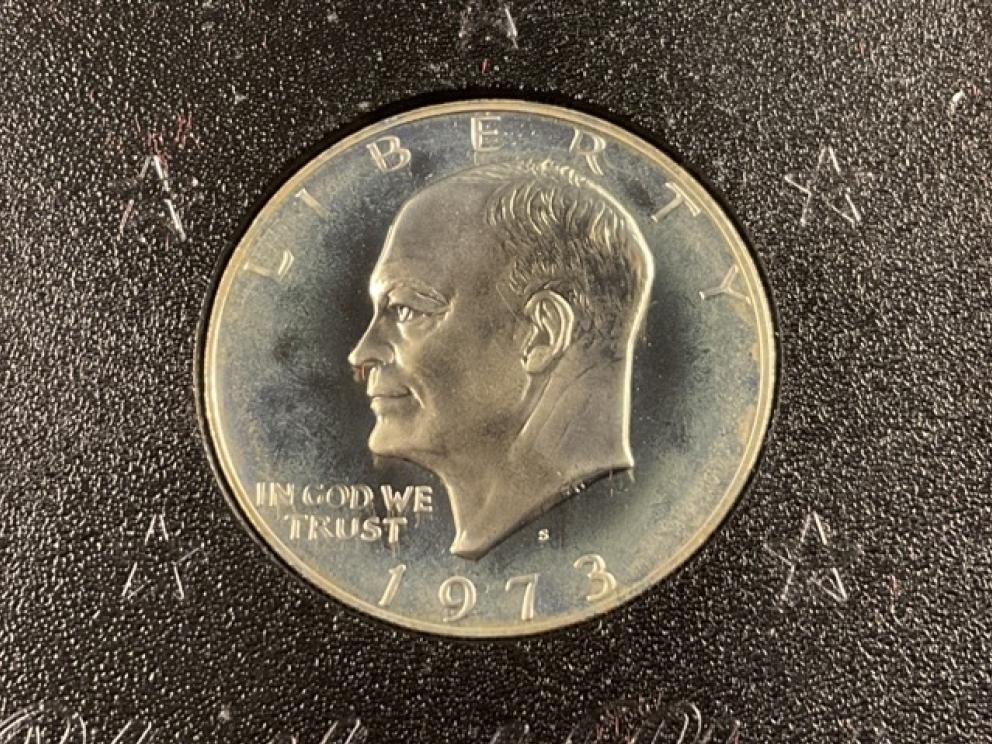 LIBERTY
IN GOD WE
TRUST
S
1973